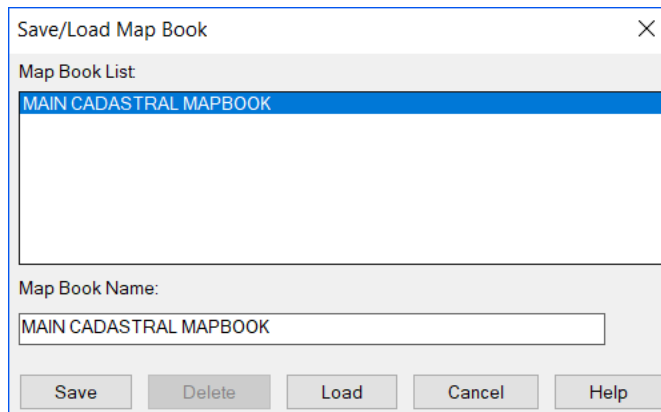 Save/Load Map Book
Map Book List:
MAIN CADASTRAL MAPBOOK
Map Book Name:
MAIN CADASTRAL MAPBOOK
Save Delete Load Cancel Help